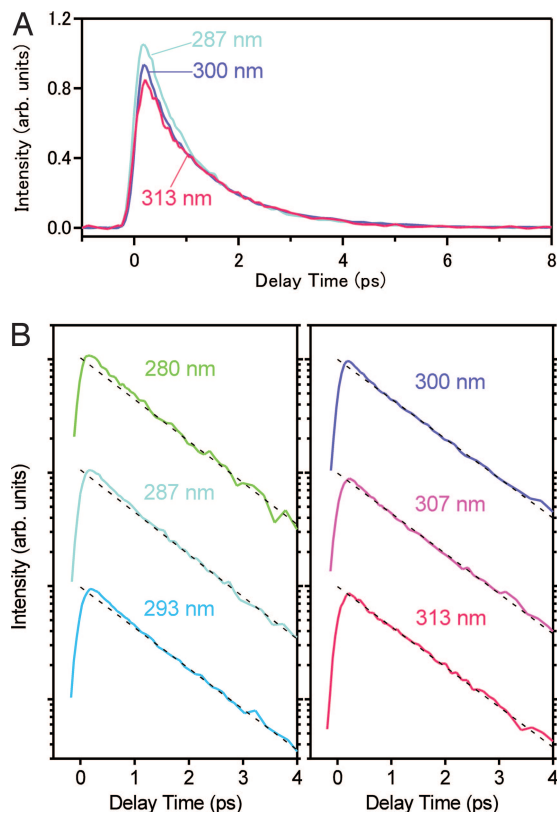 A
Intensity (arb. units)
1.2
0.8
0.4
0.0
287 nm
300 nm
313 nm
0
2
4
6
8
Delay Time (ps)
B
Intensity (arb. units)
280 nm
287 nm
293 nm
0
1
2
3
4
Delay Time (ps)
300 nm
307 nm
313 nm
0
1
2
3
4
Delay Time (ps)